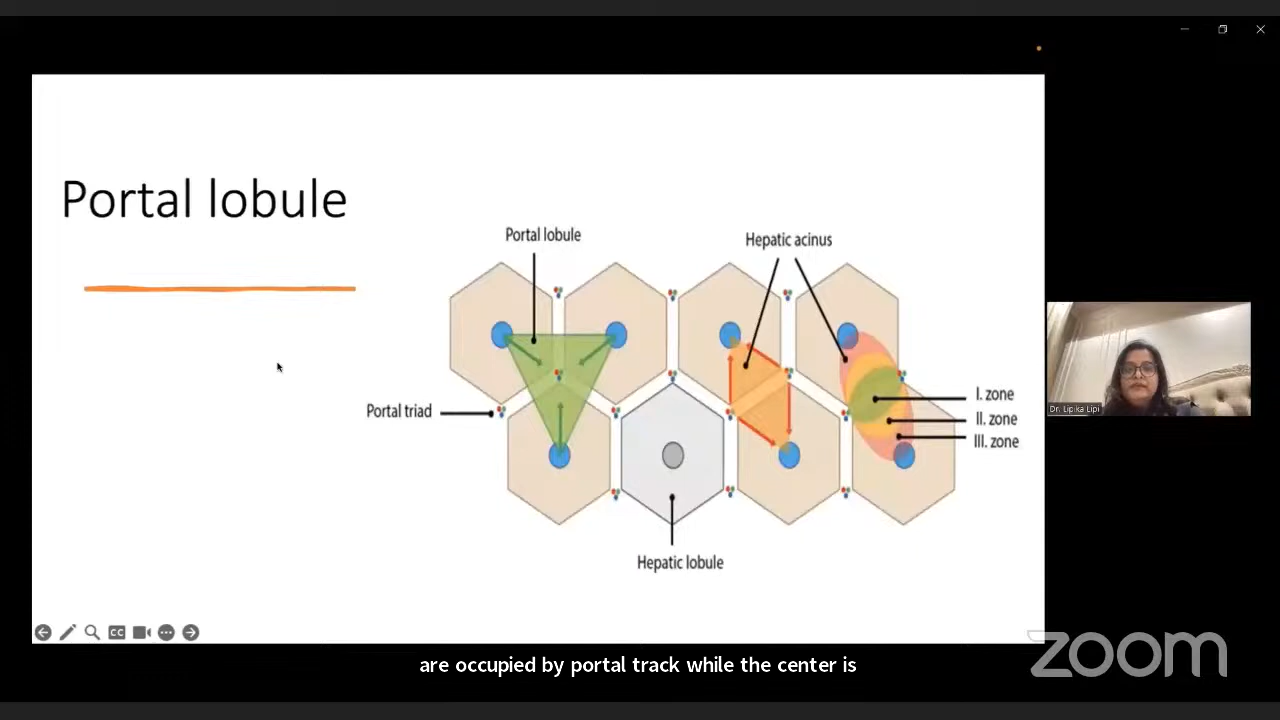 Portal lobule
Portal lobule
Hepatic acinus
Portal triad
I. zone
II. zone
III. zone
Hepatic lobule
Dr. Lipika Lipi
CC
are occupied by portal track while the center is
zoom